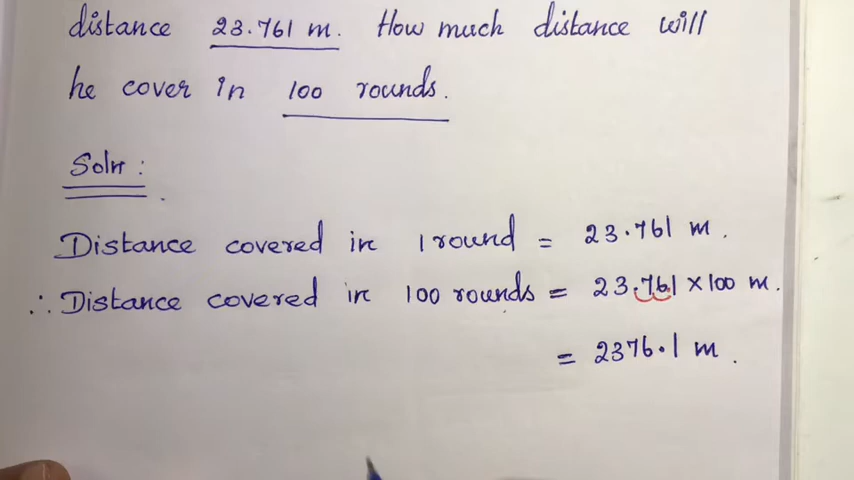 distance 23.761 m. How much distance will
he cover in 100 rounds.
Soln :
Distance covered in 1 round = 23.761 m.
∴ Distance covered in 100 rounds = 23.761 × 100 m.
= 2376.1 m.